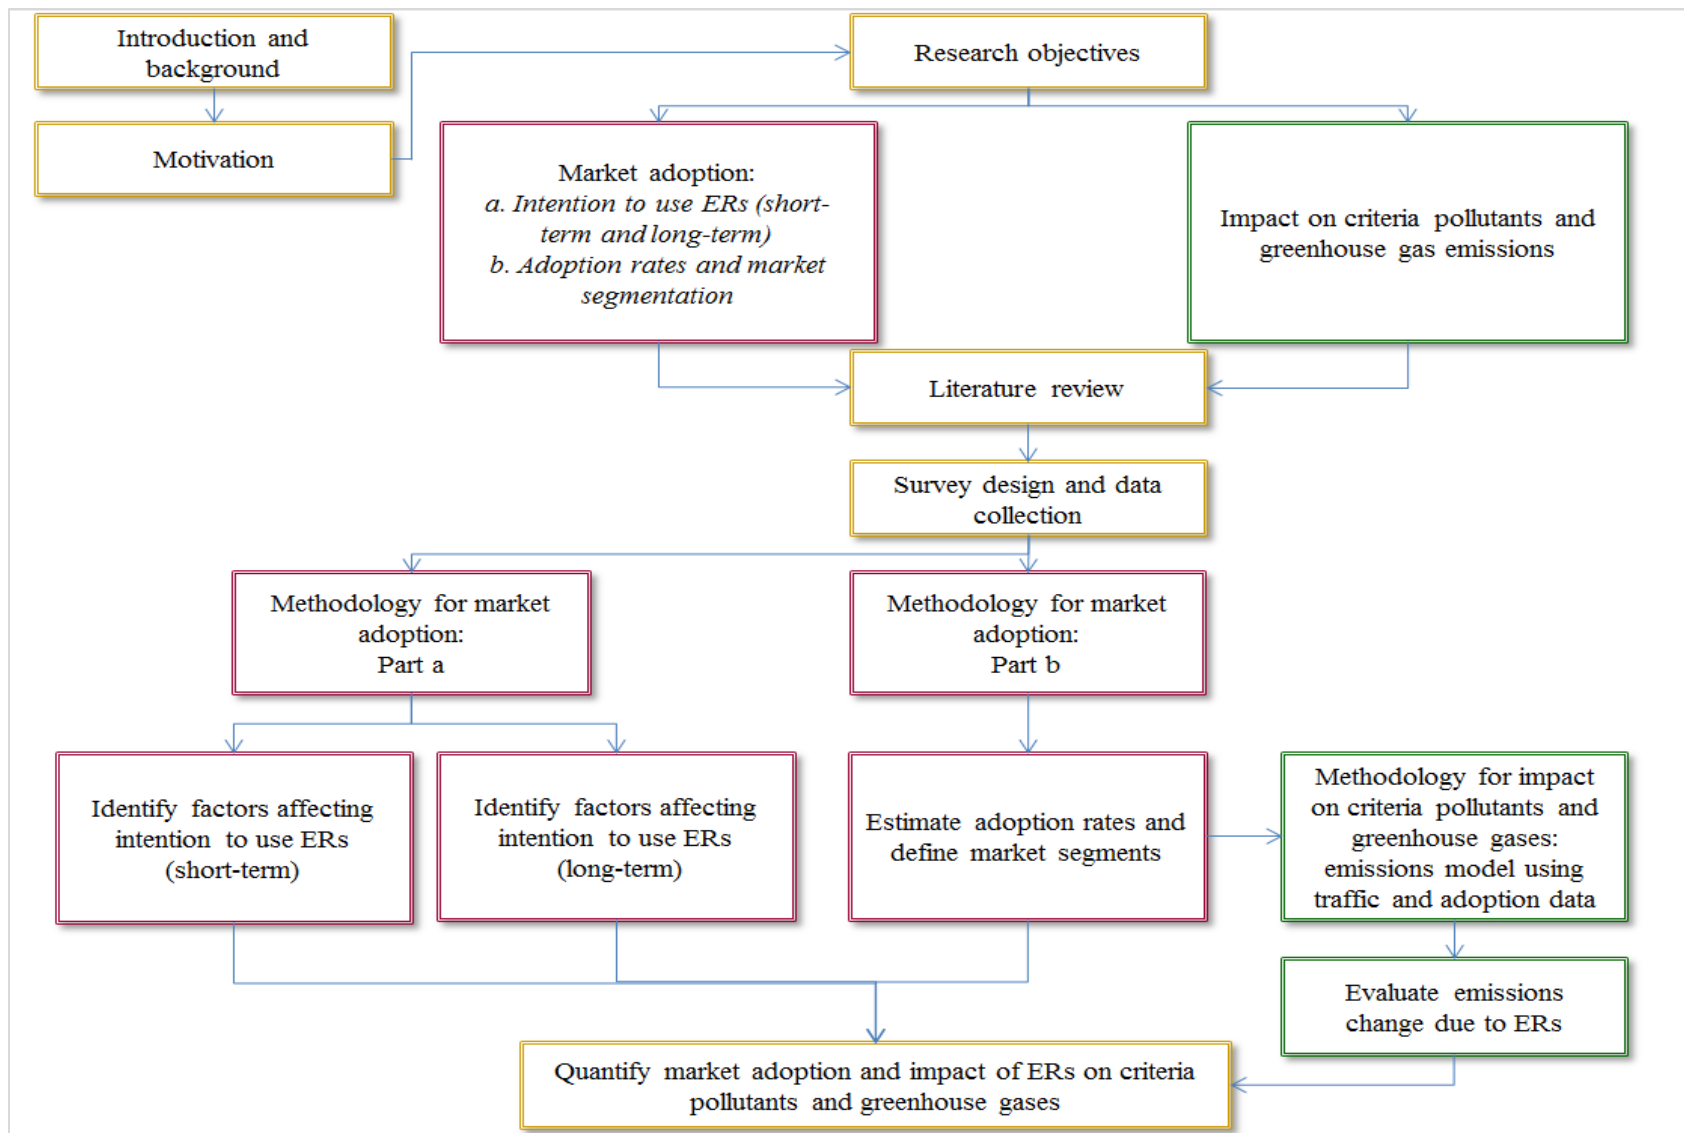 Introduction and
background
Research objectives
Motivation
Market adoption:
a. Intention to use ERs (short-
term and long-term)
b. Adoption rates and market
segmentation
Impact on criteria pollutants and
greenhouse gas emissions
Literature review
Survey design and data
collection
Methodology for market
adoption:
Part a
Methodology for market
adoption:
Part b
Identify factors affecting
intention to use ERs
(short-term)
Identify factors affecting
intention to use ERs
(long-term)
Estimate adoption rates and
define market segments
Methodology for impact
on criteria pollutants and
greenhouse gases:
emissions model using
traffic and adoption data
Evaluate emissions
change due to ERs
Quantify market adoption and impact of ERs on criteria
pollutants and greenhouse gases